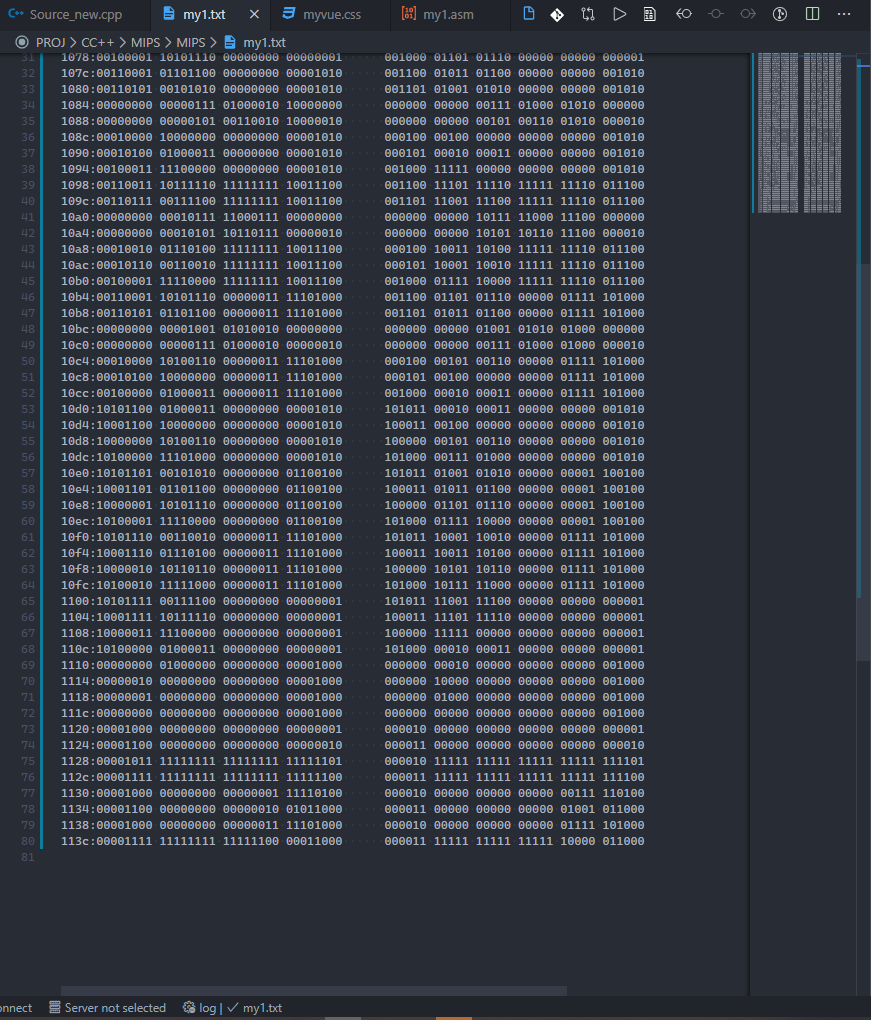 Source_new.cpp my1.txt myvue.css my1.asm
PROJ > CC++ > MIPS > MIPS > my1.txt
31 1078:00100001 10101110 00000000 00000001 001000 01101 01110 00000 00000 000001
32 107c:00110001 01101100 00000000 00001010 001100 01011 01100 00000 00000 001010
33 1080:00110101 00101010 00000000 00001010 001101 01001 01010 00000 00000 001010
34 1084:00000000 00000111 01000010 10000000 000000 00000 00111 01000 01010 000000
35 1088:00000000 00000101 00110010 10000010 000000 00000 00101 00110 01010 000010
36 108c:00010000 10000000 00000000 00001010 000100 00100 00000 00000 00000 001010
37 1090:00010100 01000011 00000000 00001010 000101 00010 00011 00000 00000 001010
38 1094:00100011 11100000 00000000 00001010 001000 11111 00000 00000 00000 001010
39 1098:00110011 10111110 11111111 10011100 001100 11101 11110 11111 11110 011100
40 109c:00110111 00111100 11111111 10011100 001101 11001 11100 11111 11110 011100
41 10a0:00000000 00010111 11000111 00000000 000000 00000 10111 11000 11100 000000
42 10a4:00000000 00010101 10110111 00000010 000000 00000 10101 10110 11100 000010
43 10a8:00010010 01110100 11111111 10011100 000100 10011 10100 11111 11110 011100
44 10ac:00010110 00110010 11111111 10011100 000101 10001 10010 11111 11110 011100
45 10b0:00100001 11110000 11111111 10011100 001000 01111 10000 11111 11110 011100
46 10b4:00110001 10101110 00000011 11101000 001100 01101 01110 00000 01111 101000
47 10b8:00110101 01101100 00000011 11101000 001101 01011 01100 00000 01111 101000
48 10bc:00000000 00001001 01010010 00000000 000000 00000 01001 01010 01000 000000
49 10c0:00000000 00000111 01000010 00000010 000000 00000 00111 01000 01000 000010
50 10c4:00010000 10100110 00000011 11101000 000100 00101 00110 00000 01111 101000
51 10c8:00010100 10000000 00000011 11101000 000101 00100 00000 00000 01111 101000
52 10cc:00100000 01000011 00000011 11101000 001000 00010 00011 00000 01111 101000
53 10d0:10101100 01000011 00000000 00001010 101011 00010 00011 00000 00000 001010
54 10d4:10001100 10000000 00000000 00001010 100011 00100 00000 00000 00000 001010
55 10d8:10000000 10100110 00000000 00001010 100000 00101 00110 00000 00000 001010
56 10dc:10100000 11101000 00000000 00001010 101000 00111 01000 00000 00000 001010
57 10e0:10101101 00101010 00000000 01100100 101011 01001 01010 00000 00001 100100
58 10e4:10001101 01101100 00000000 01100100 100011 01011 01100 00000 00001 100100
59 10e8:10000001 10101110 00000000 01100100 100000 01101 01110 00000 00001 100100
60 10ec:10100001 11110000 00000000 01100100 101000 01111 10000 00000 00001 100100
61 10f0:10101110 00110010 00000011 11101000 101011 10001 10010 00000 01111 101000
62 10f4:10001110 01110100 00000011 11101000 100011 10011 10100 00000 01111 101000
63 10f8:10000010 10110110 00000011 11101000 100000 10101 10110 00000 01111 101000
64 10fc:10100010 11111000 00000011 11101000 101000 10111 11000 00000 01111 101000
65 1100:10101111 00111100 00000000 00000001 101011 11001 11100 00000 00000 000001
66 1104:10001111 10111110 00000000 00000001 100011 11101 11110 00000 00000 000001
67 1108:10000011 11100000 00000000 00000001 100000 11111 00000 00000 00000 000001
68 110c:10100000 01000011 00000000 00000001 101000 00010 00011 00000 00000 000001
69 1110:00000000 01000000 00000000 00001000 000000 00010 00000 00000 00000 001000
70 1114:00000010 00000000 00000000 00001000 000000 10000 00000 00000 00000 001000
71 1118:00000001 00000000 00000000 00001000 000000 01000 00000 00000 00000 001000
72 111c:00000000 00000000 00000000 00001000 000000 00000 00000 00000 00000 001000
73 1120:00001000 00000000 00000000 00000001 000010 00000 00000 00000 00000 000001
74 1124:00001100 00000000 00000000 00000010 000011 00000 00000 00000 00000 000010
75 1128:00001011 11111111 11111111 11111101 000010 11111 11111 11111 11111 111101
76 112c:00001111 11111111 11111111 11111100 000011 11111 11111 11111 11111 111100
77 1130:00001000 00000000 00000001 11110100 000010 00000 00000 00000 00111 110100
78 1134:00001100 00000000 00000010 01011000 000011 00000 00000 00000 01001 011000
79 1138:00001000 00000000 00000011 11101000 000010 00000 00000 00000 01111 101000
80 113c:00001111 11111111 11111100 00011000 000011 11111 11111 11111 10000 011000
81
onnect Server not selected log | ✓ my1.txt